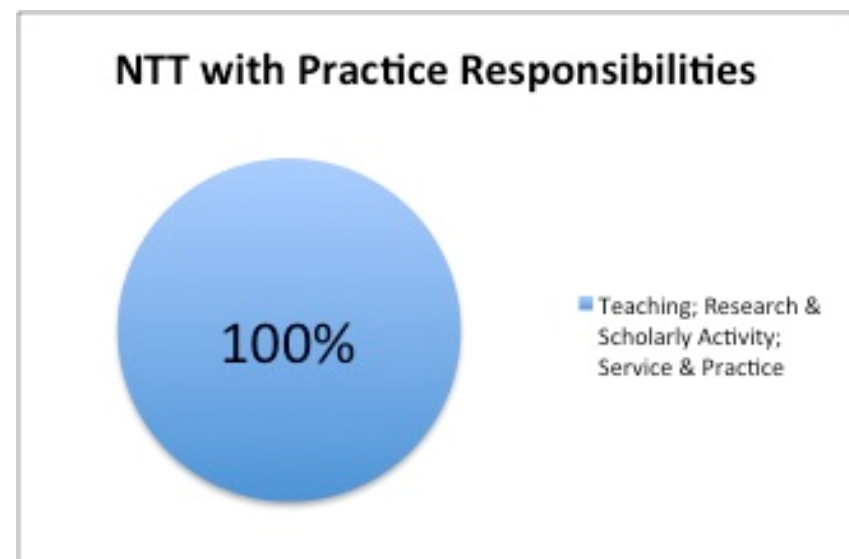 NTT with Practice Responsibilities
100%
Teaching; Research &
Scholarly Activity;
Service & Practice